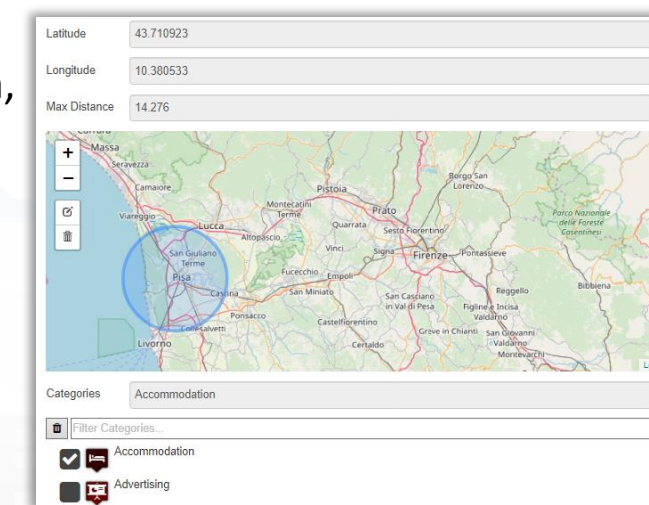 ,
Latitude 43.710923
Longitude 10.380533
Max Distance 14.276
+
Massa
−
Seravezza
Camaiore
Borgo San
Lorenzo
Pistoia
Montecatini
Terme
Prato
Parco Nazionale
delle Foreste
Casentinesi
Viareggio
Lucca
Quarrata
Sesto Fiorentino
Altopascio
San Giuliano
Terme
Vinci
Signa
Firenze
Pontassieve
Pisa
Fucecchio
Empoli
Cascina
San Miniato
San Casciano
in Val di Pesa
Reggello
Bibbiena
Figline e Incisa
Valdarno
Ponsacco
Castelfiorentino
Collesalvetti
Greve in Chianti
San Giovanni
Valdarno
Livorno
Certaldo
Montevarchi
Categories Accommodation
Filter Categories...
Accommodation
Advertising